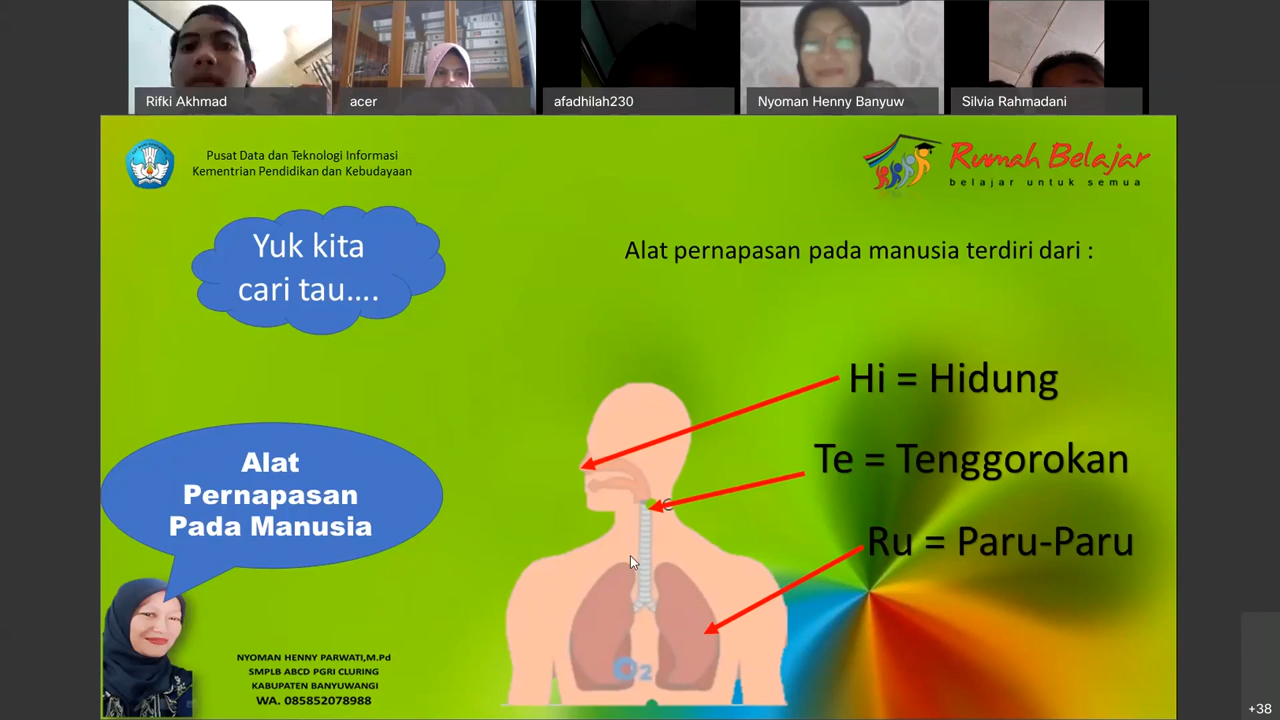 Rifki Akhmad
acer
afadhilah230
Nyoman Henny Banyuw
Silvia Rahmadani
Pusat Data dan Teknologi Informasi
Kementrian Pendidikan dan Kebudayaan
Rumah Belajar
belajar untuk semua
Yuk kita
cari tau....
Alat pernapasan pada manusia terdiri dari :
Hi = Hidung
Te = Tenggorokan
Ru = Paru-Paru
Alat
Pernapasan
Pada Manusia
O2
NYOMAN HENNY PARWATI,M.Pd
SMPLB ABCD PGRI CLURING
KABUPATEN BANYUWANGI
WA. 085852078988
+38